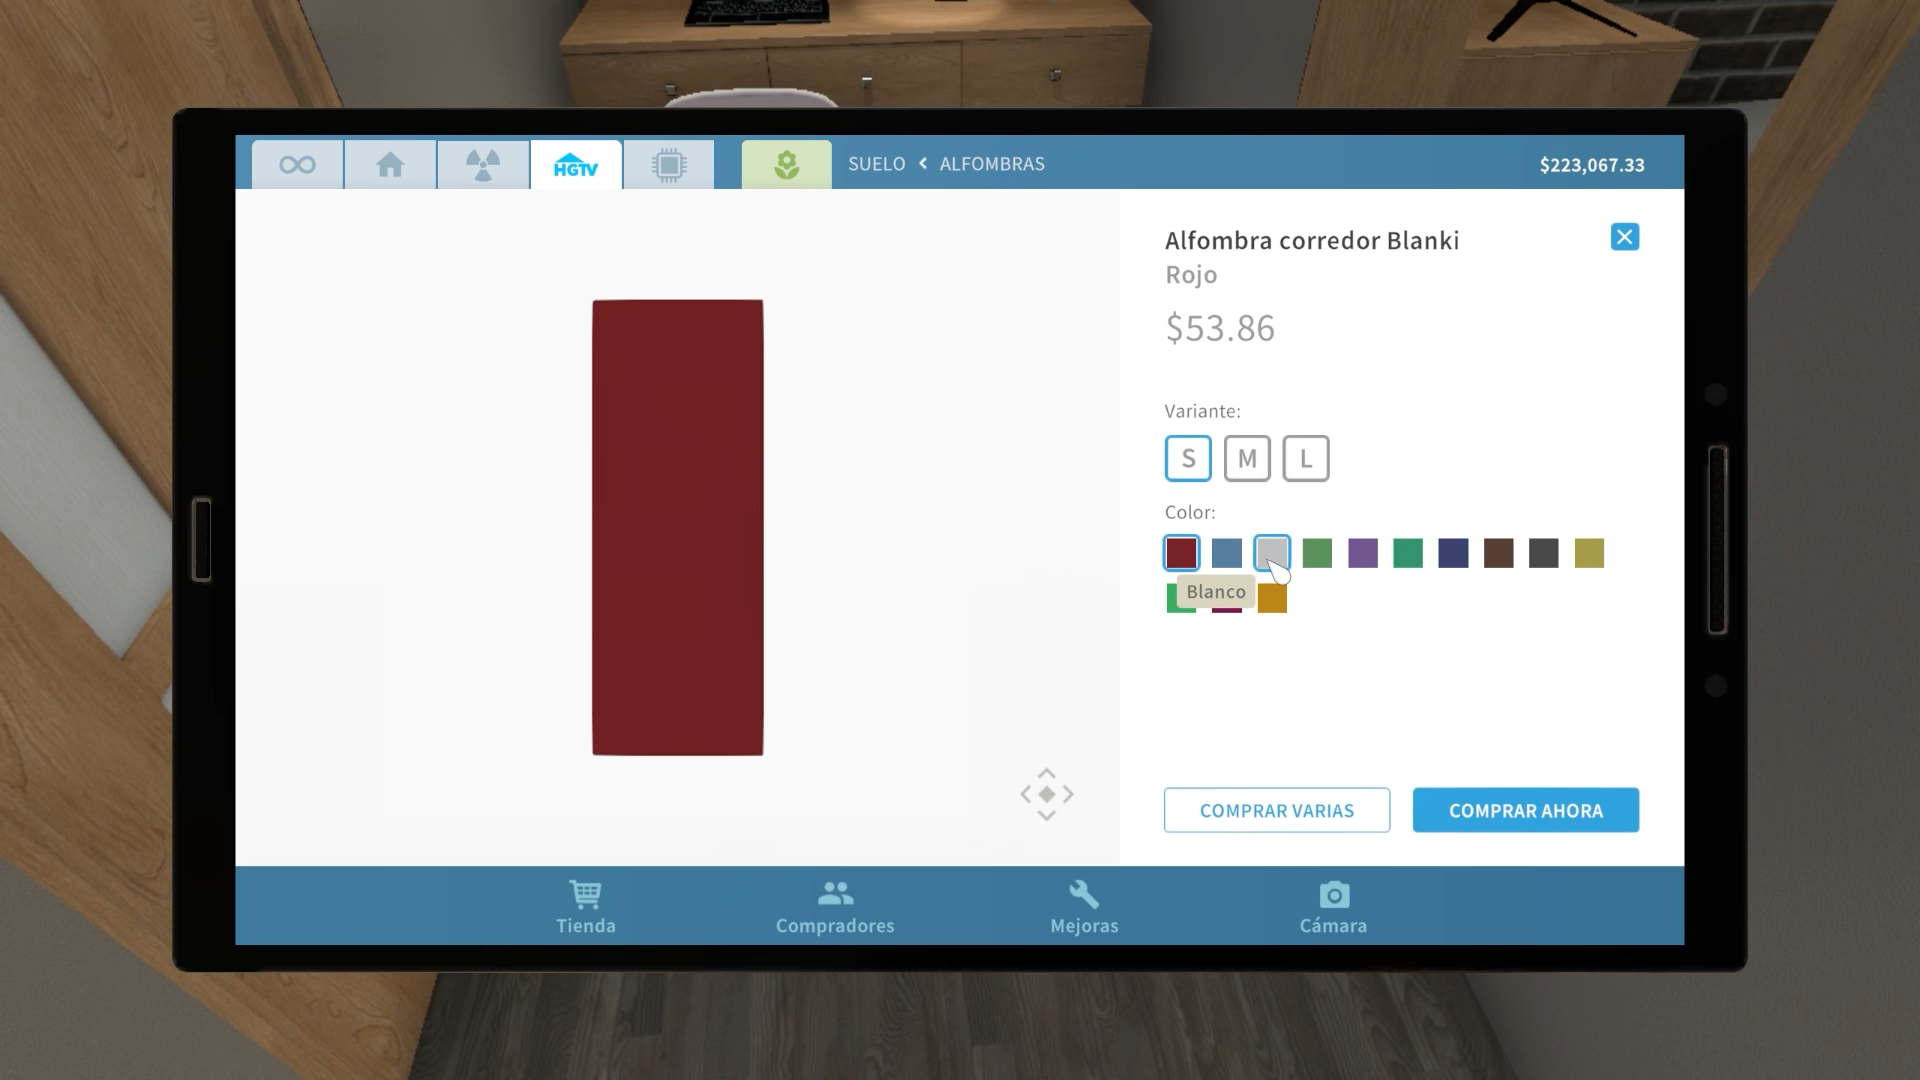 HGTV
SUELO < ALFOMBRAS
$223,067.33
Alfombra corredor Blanki
Rojo
$53.86
Variante:
S M L
Color:
Blanco
COMPRAR VARIAS
COMPRAR AHORA
Tienda
Compradores
Mejoras
Cámara